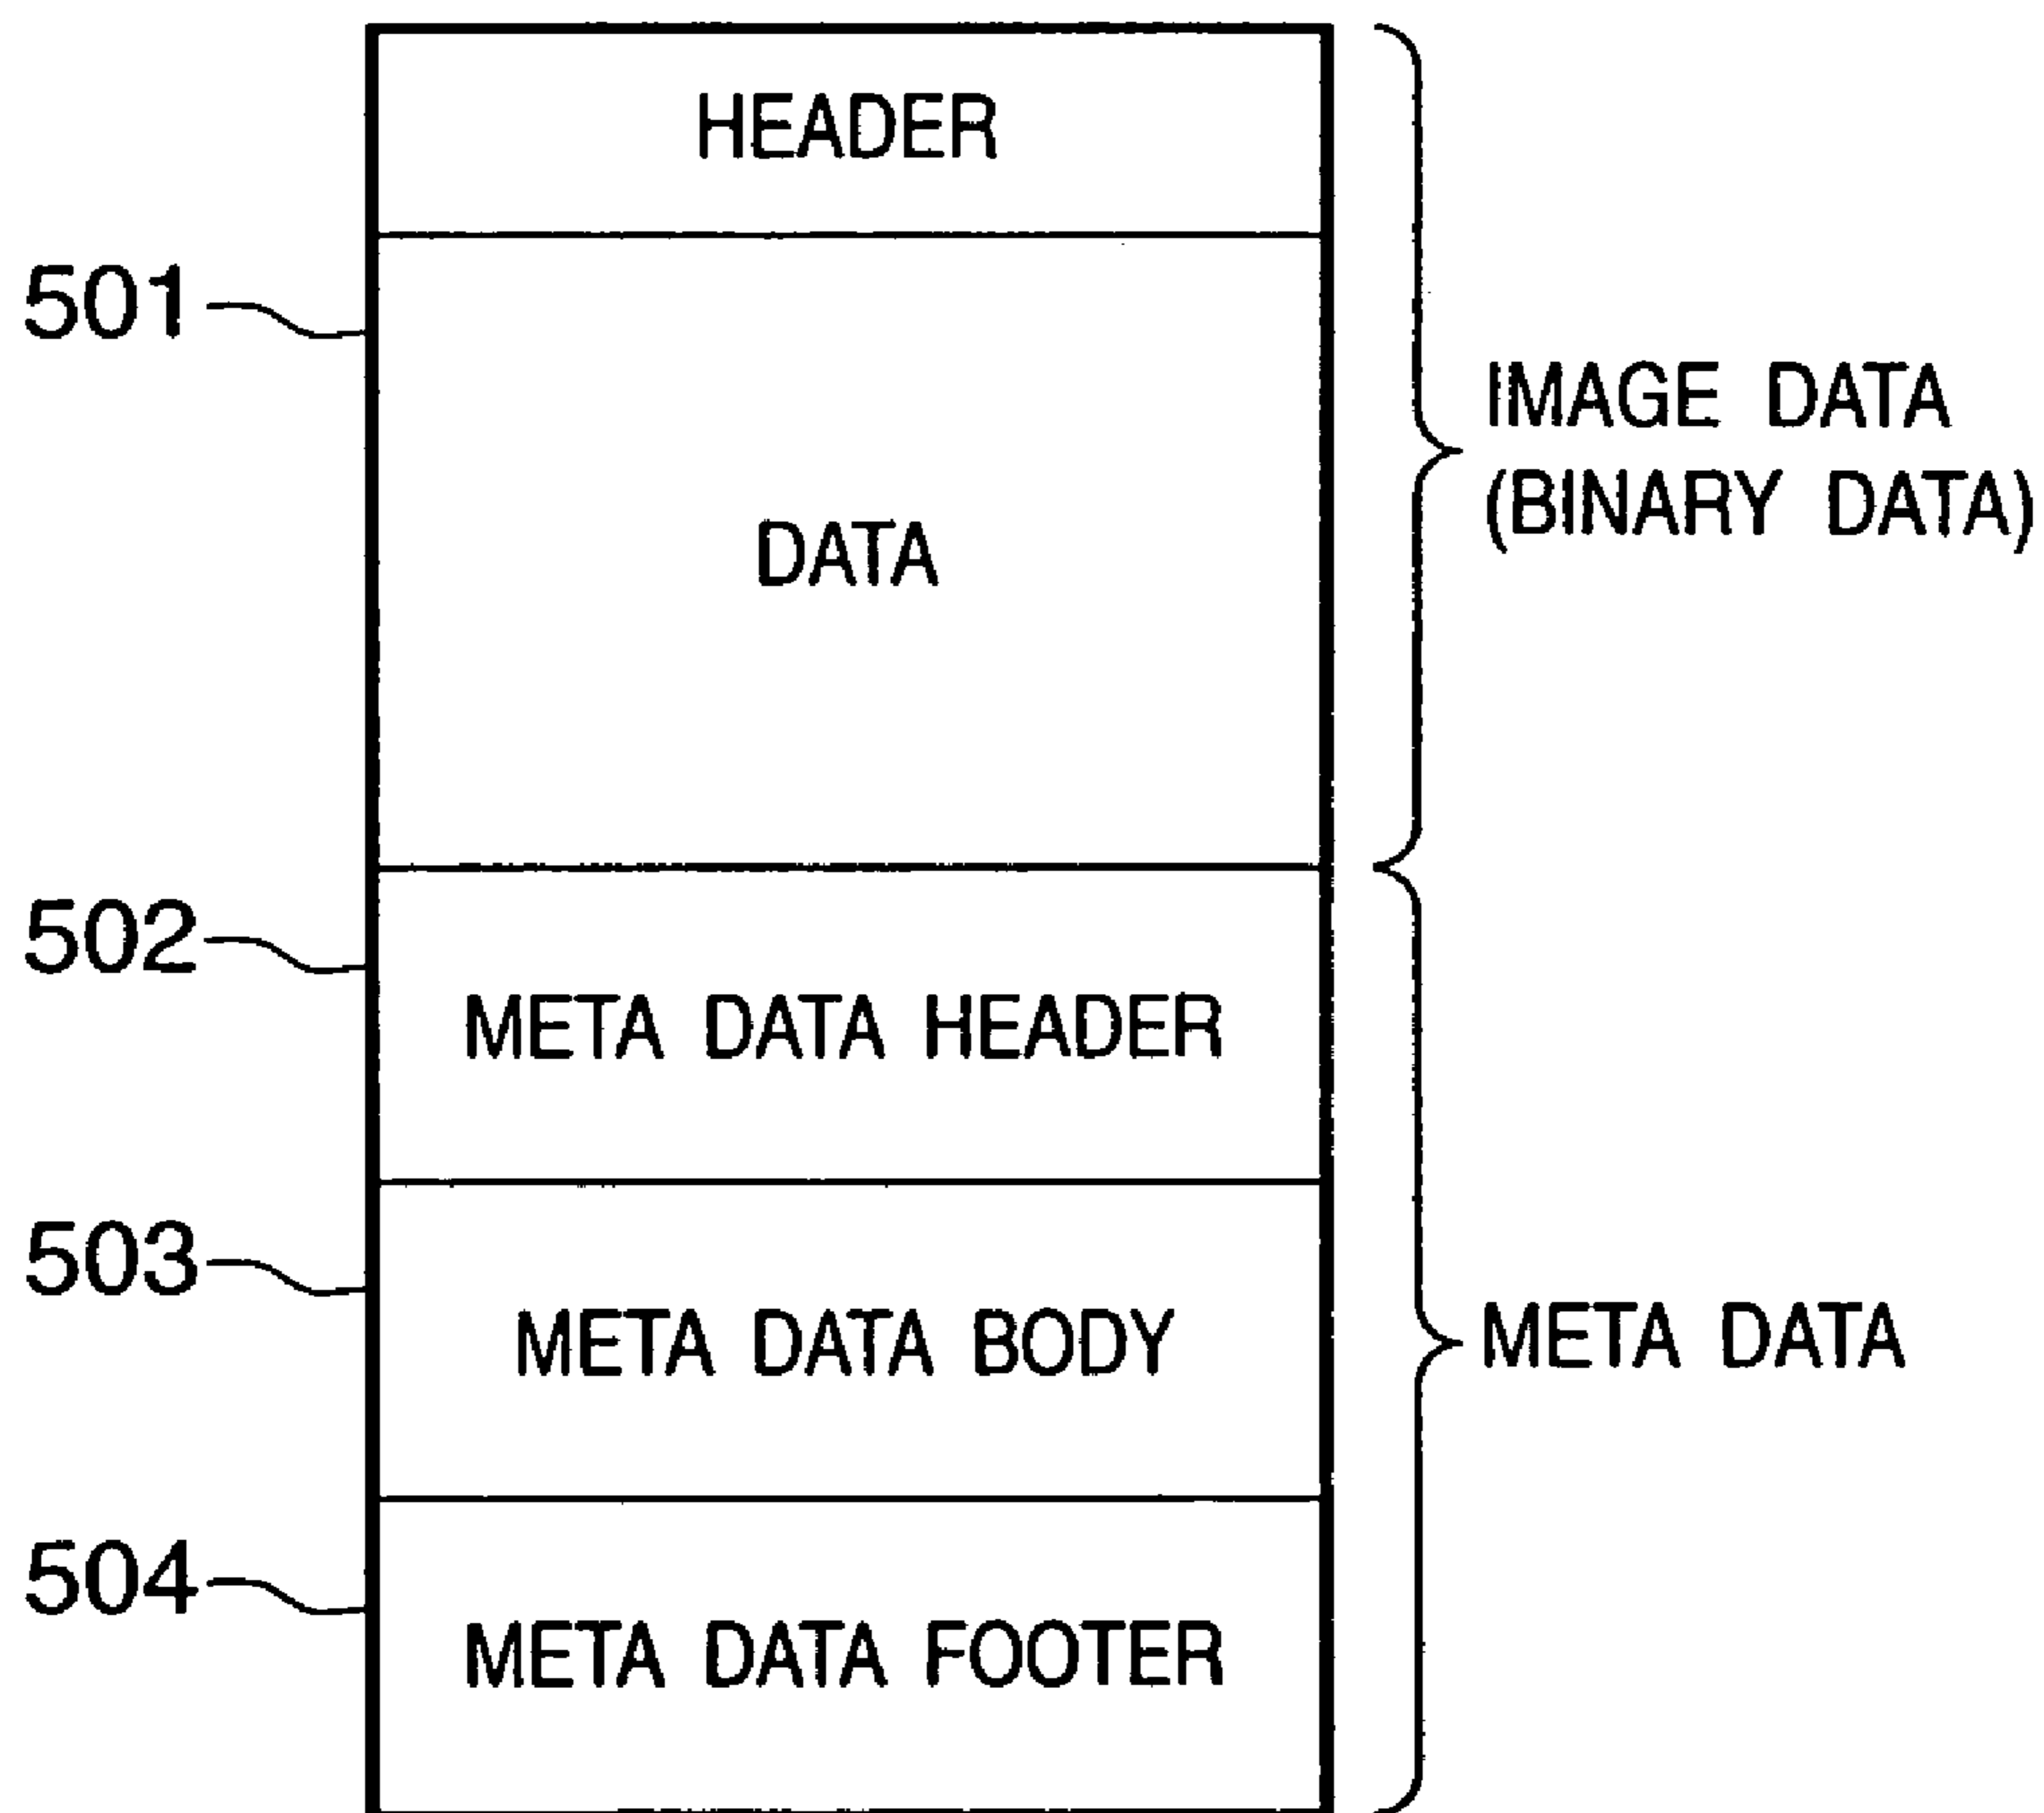 HEADER
501
IMAGE DATA
(BINARY DATA)
DATA
502
META DATA HEADER
503
META DATA BODY
META DATA
504
META DATA FOOTER